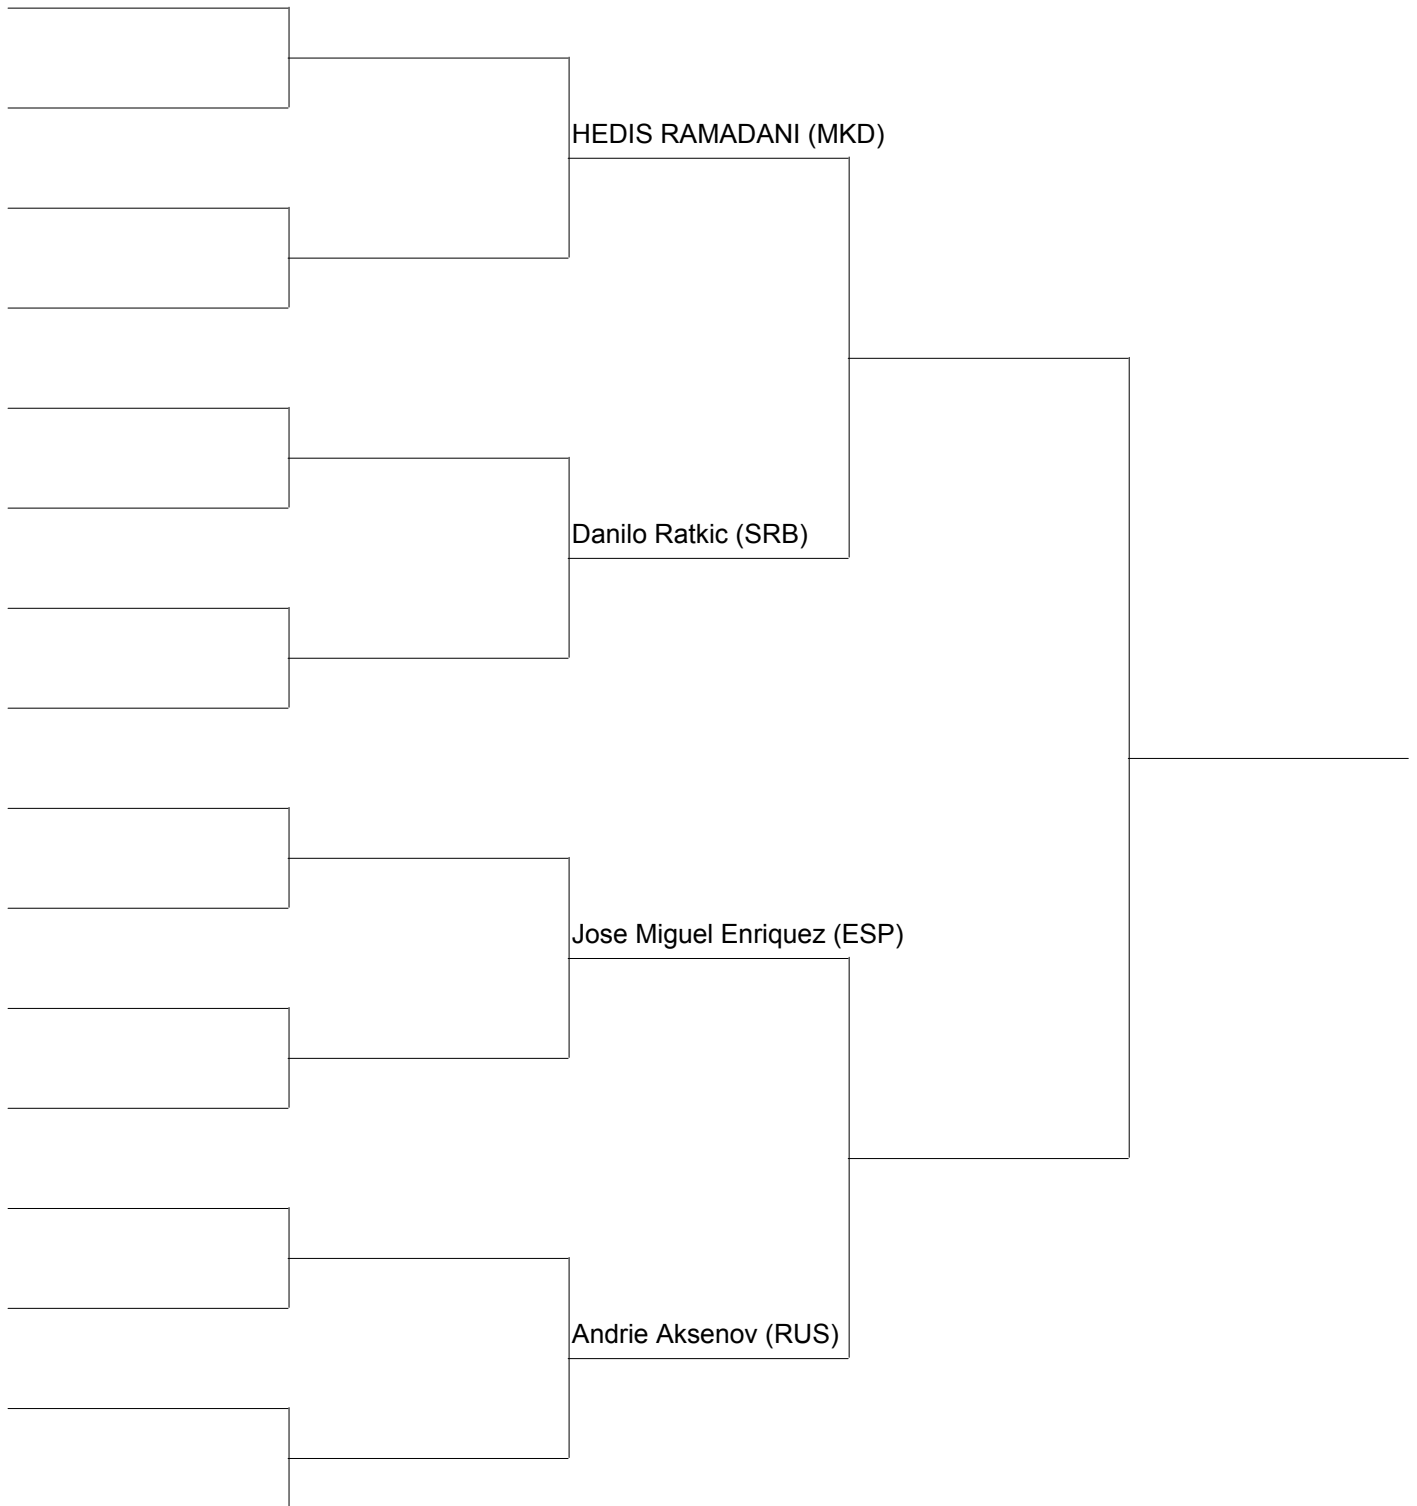 HEDIS RAMADANI (MKD)
Danilo Ratkic (SRB)
Jose Miguel Enriquez (ESP)
Andrie Aksenov (RUS)